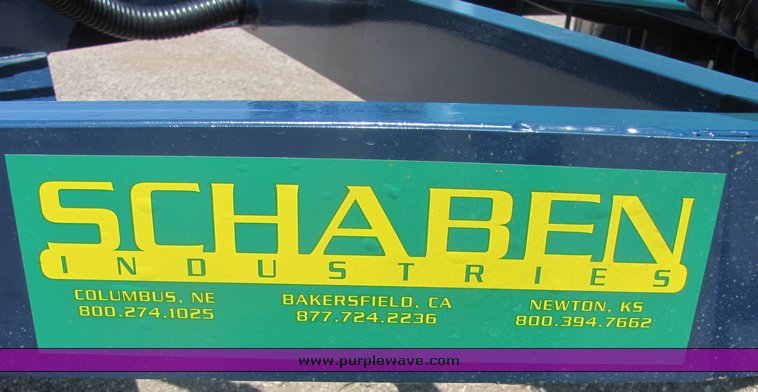 SCHABEN
INDUSTRIES
COLUMBUS, NE
800.274.1025
BAKERSFIELD, CA
877.724.2236
NEWTON, KS
800.394.7662
www.purplewave.com